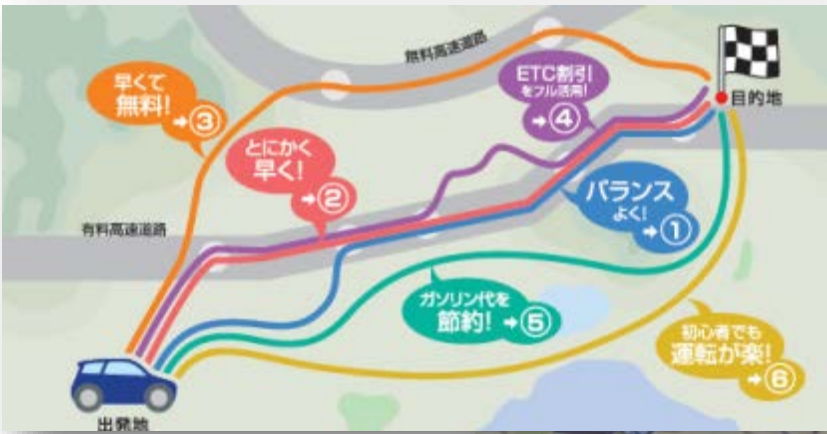 無料高速道路
早くて
無料!
➜③
ETC割引
をフル活用!
➜④
目的地
とにかく
早く!
➜②
バランス
よく!
➜①
有料高速道路
ガソリン代を
節約! ➜⑤
初心者でも
運転が楽!
➜⑥
出発地